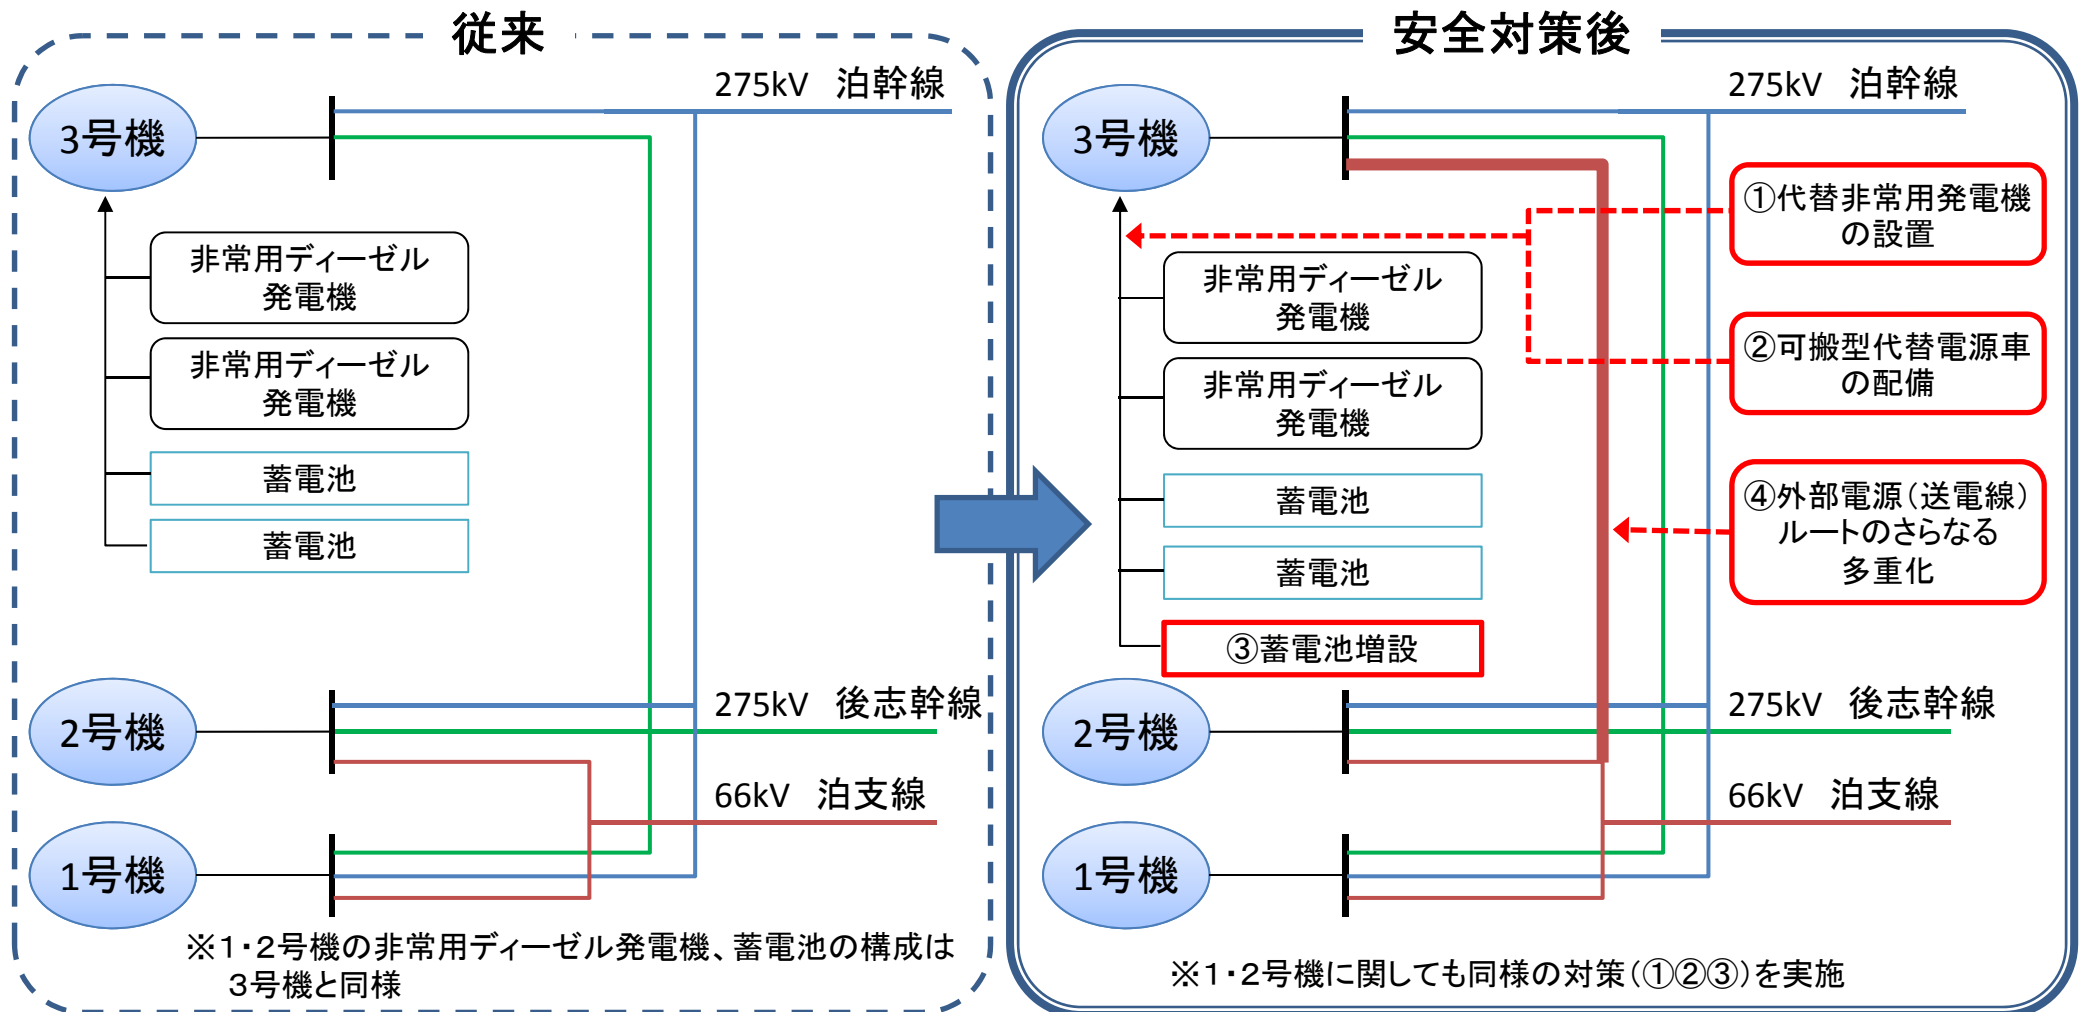 従来
275kV 泊幹線
3号機
非常用ディーゼル
発電機
非常用ディーゼル
発電機
蓄電池
蓄電池
275kV 後志幹線
2号機
66kV 泊支線
1号機
※1・2号機の非常用ディーゼル発電機、蓄電池の構成は
3号機と同様
安全対策後
275kV 泊幹線
3号機
①代替非常用発電機
の設置
非常用ディーゼル
発電機
②可搬型代替電源車
の配備
非常用ディーゼル
発電機
蓄電池
④外部電源(送電線)
ルートのさらなる
多重化
蓄電池
③蓄電池増設
275kV 後志幹線
2号機
66kV 泊支線
1号機
※1・2号機に関しても同様の対策(①②③)を実施